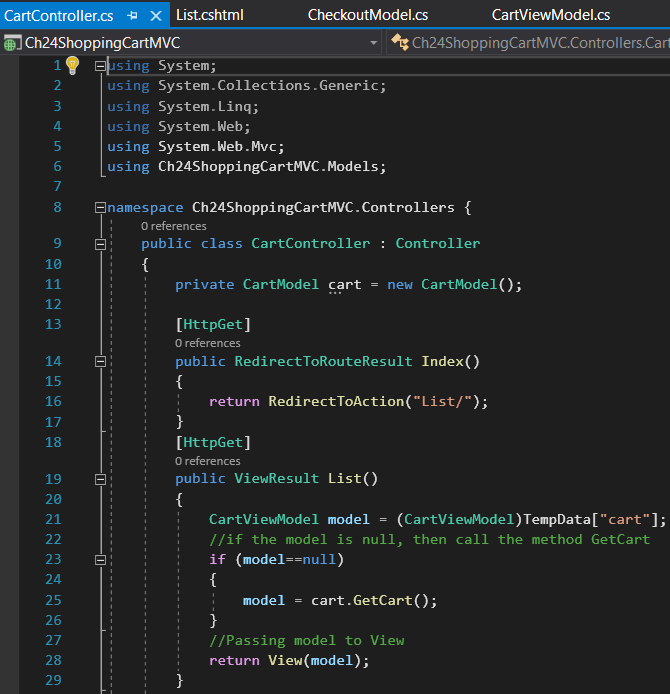 CartController.cs List.cshtml CheckoutModel.cs CartViewModel.cs
Ch24ShoppingCartMVC Ch24ShoppingCartMVC.Controllers.Cart
1 using System;
2 using System.Collections.Generic;
3 using System.Linq;
4 using System.Web;
5 using System.Web.Mvc;
6 using Ch24ShoppingCartMVC.Models;
7
8 namespace Ch24ShoppingCartMVC.Controllers {
0 references
9 public class CartController : Controller
10 {
11 private CartModel cart = new CartModel();
12
13 [HttpGet]
0 references
14 public RedirectToRouteResult Index()
15 {
16 return RedirectToAction("List/");
17 }
18 [HttpGet]
0 references
19 public ViewResult List()
20 {
21 CartViewModel model = (CartViewModel)TempData["cart"];
22 //if the model is null, then call the method GetCart
23 if (model==null)
24 {
25 model = cart.GetCart();
26 }
27 //Passing model to View
28 return View(model);
29 }